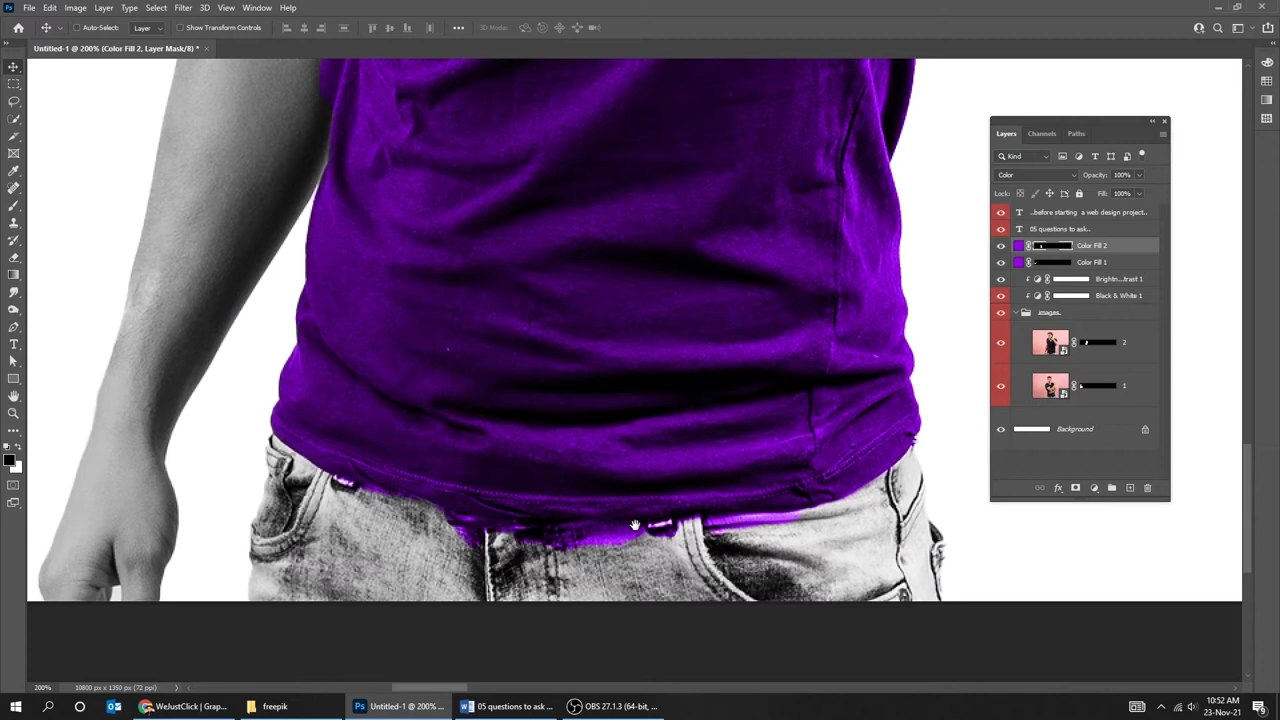 Ps File Edit Image Layer Type Select Filter 3D View Window Help
Auto-Select: Layer Show Transform Controls 3D Mode:
Untitled-1 @ 200% (Color Fill 2, Layer Mask/8) *
Layers Channels Paths
Kind
Color Opacity: 100%
Lock: Fill: 100%
T ...before starting a web design project..
T 05 questions to ask..
Color Fill 2
Color Fill 1
Brightn...trast 1
Black & White 1
images.
2
1
Background
fx
200% 10800 px x 1350 px (72 ppi)
WeJustClick | Grap...
freepik
Ps Untitled-1 @ 200% ...
05 questions to ask ...
OBS 27.1.3 (64-bit, ...
10:52 AM
23-Nov-21